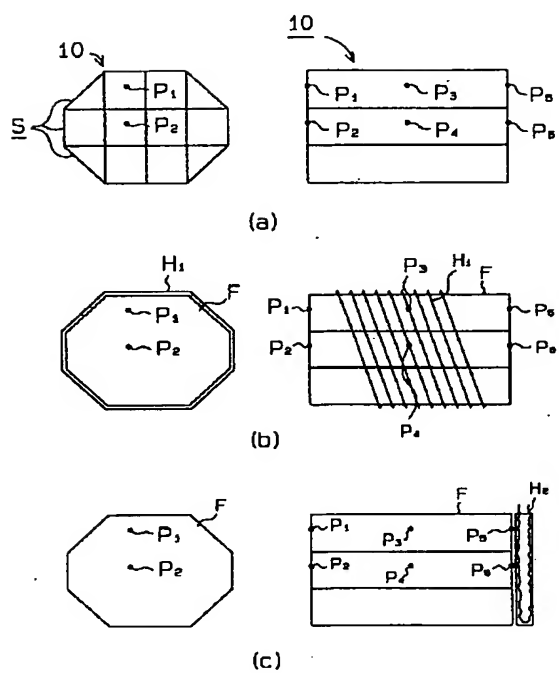 10
10
P₁
P₂
S
P₁ P₃ P₅
P₂ P₄ P₆
(a)
H₁
F
P₁
P₂
P₃ H₁ F
P₁ P₅
P₂ P₆
P₄
(b)
F
P₁
P₂
F H₂
P₁ P₃ P₅
P₂ P₄ P₆
(c)